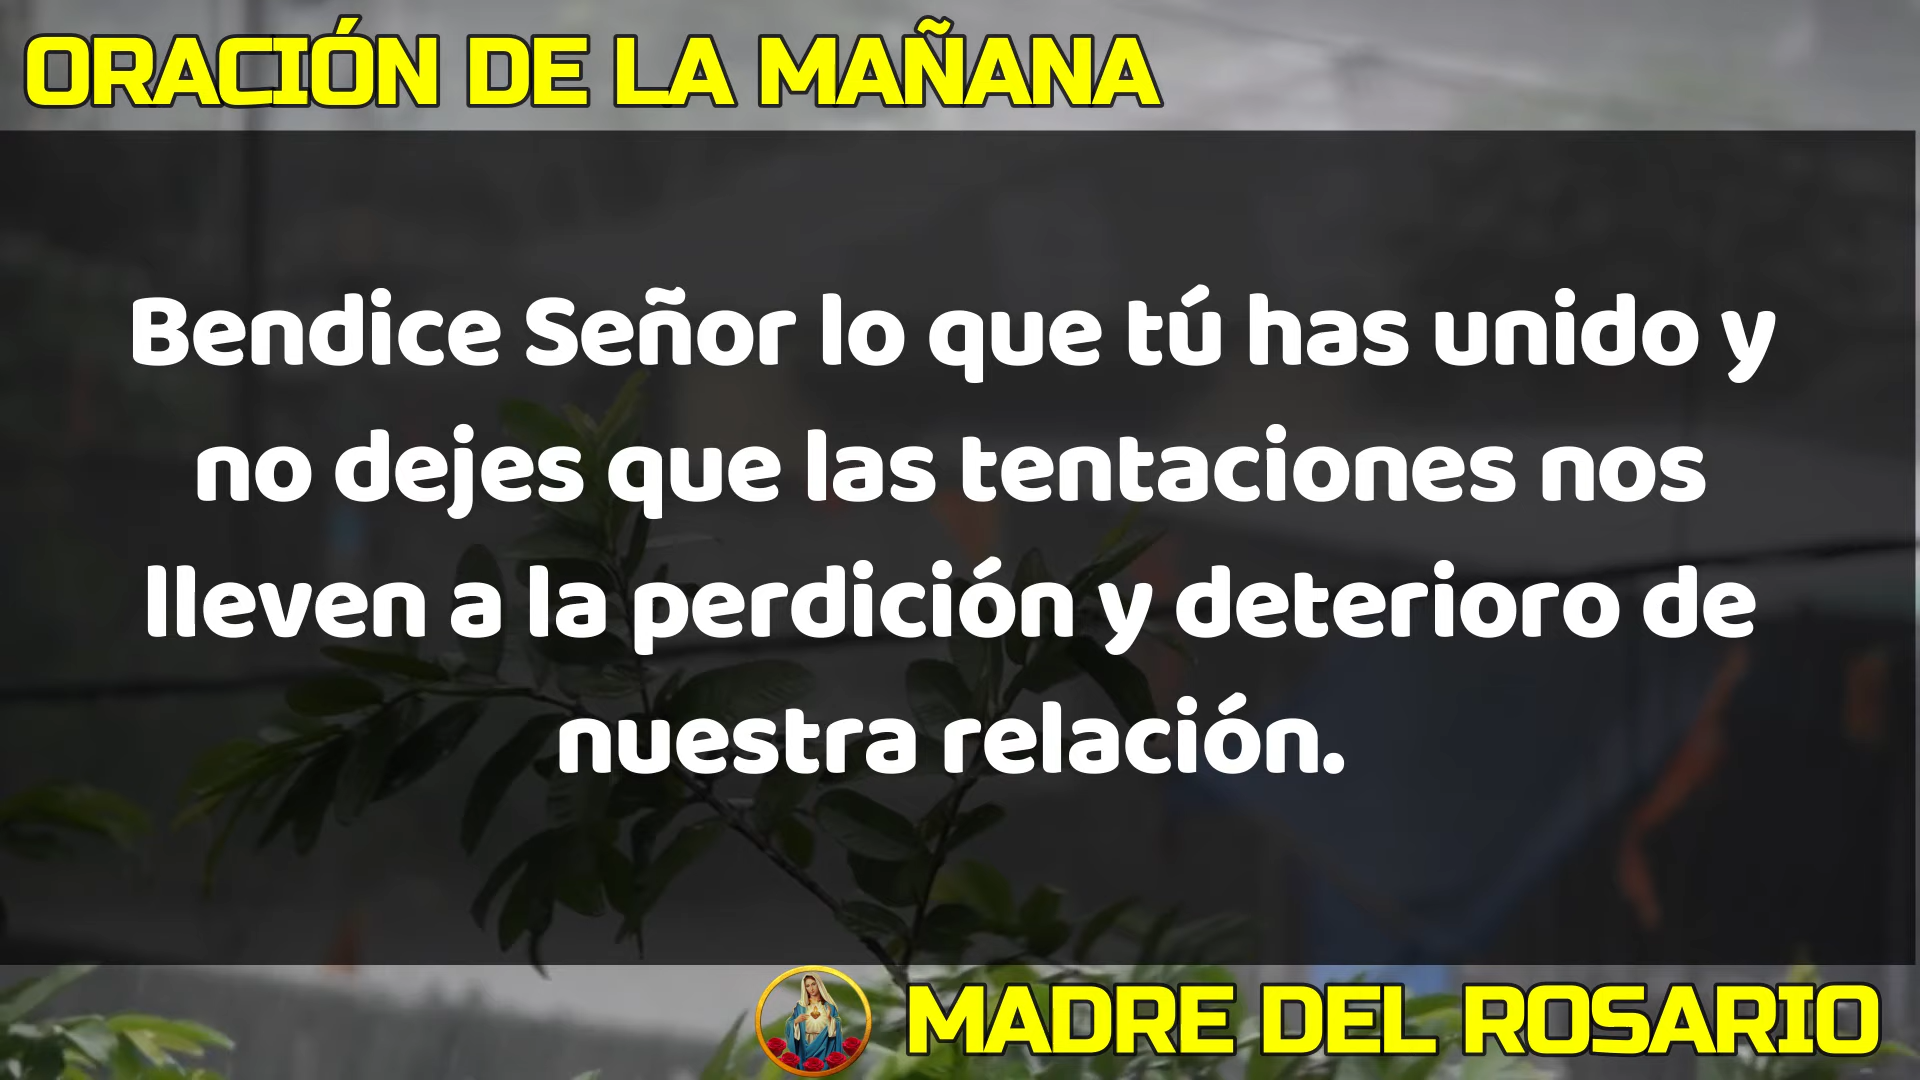 ORACIÓN DE LA MAÑANA
Bendice Señor lo que tú has unido y
no dejes que las tentaciones nos
lleven a la perdición y deterioro de
nuestra relación.
MADRE DEL ROSARIO